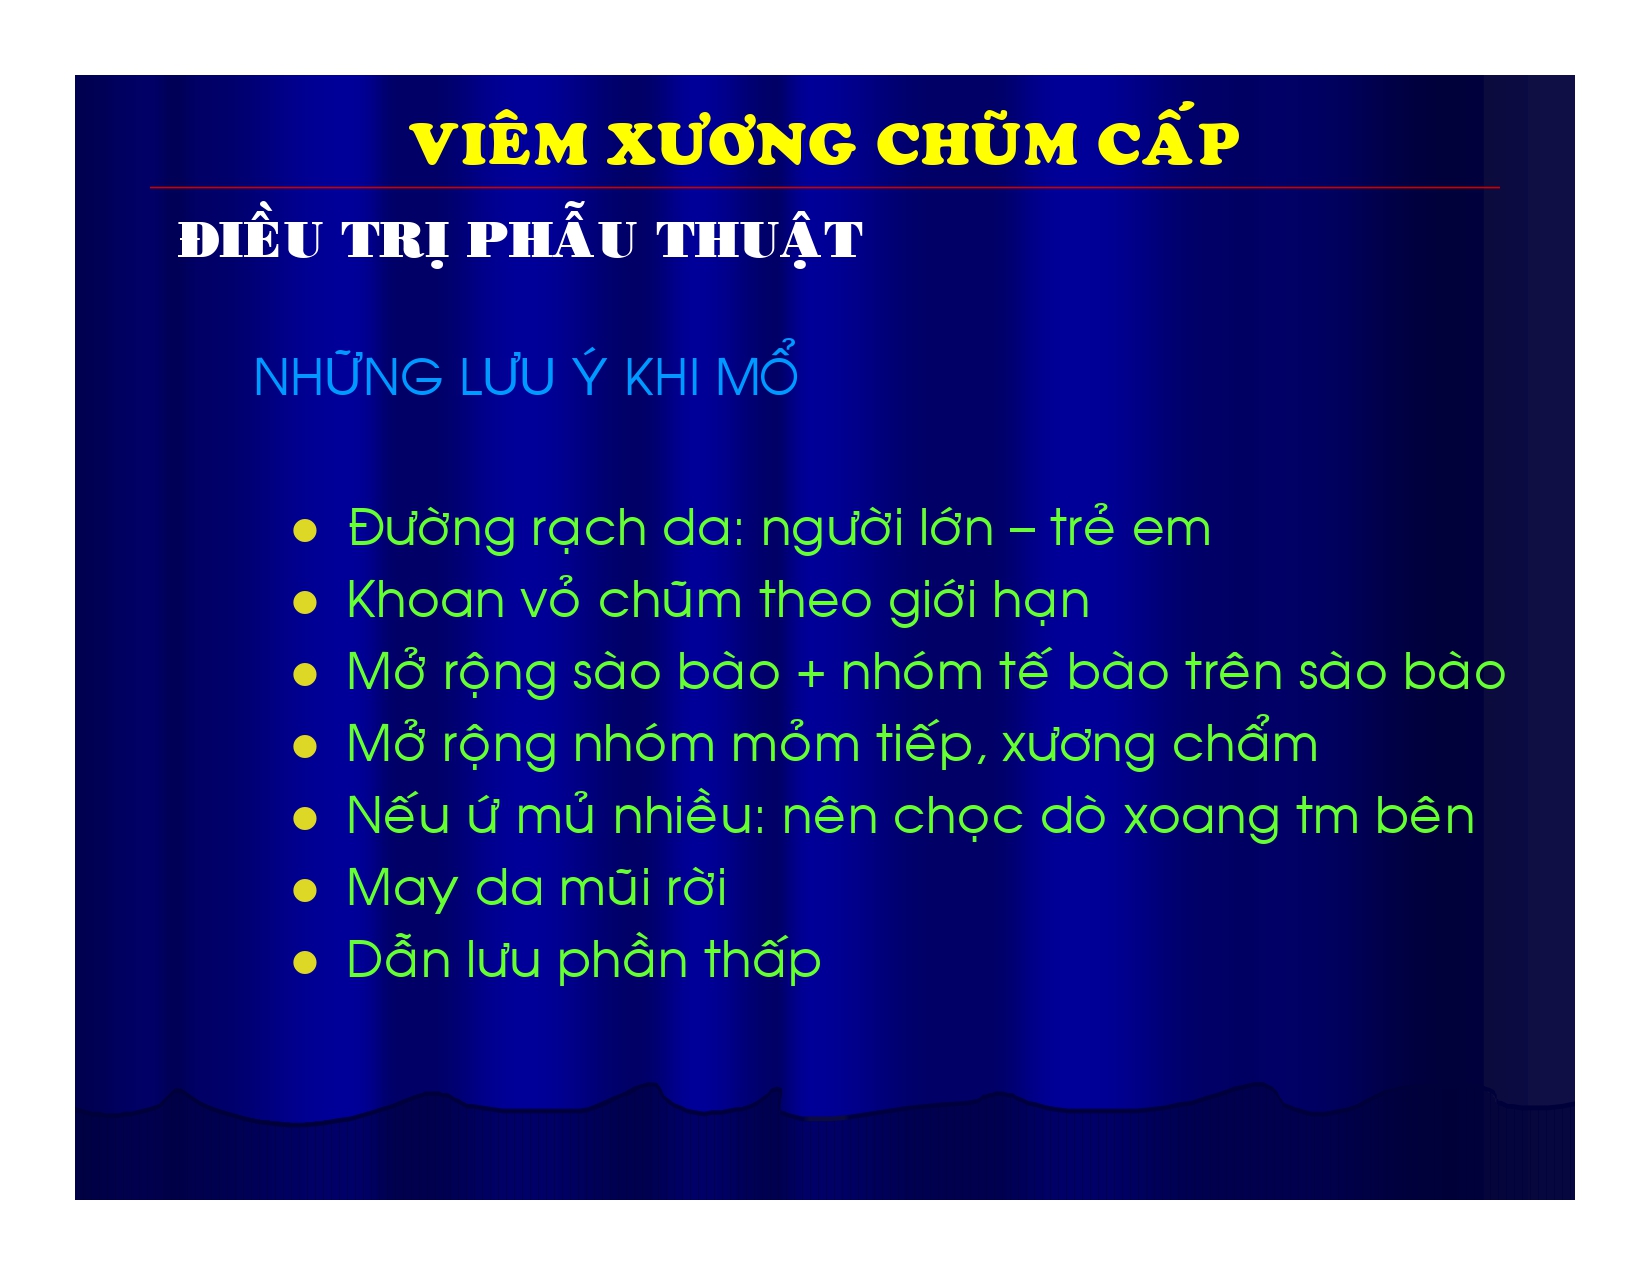 VIÊM XƯƠNG CHŨM CẤP
ĐIỀU TRỊ PHẪU THUẬT
NHỮNG LƯU Ý KHI MỔ
● Đường rạch da: người lớn – trẻ em
● Khoan vỏ chũm theo giới hạn
● Mở rộng sào bào + nhóm tế bào trên sào bào
● Mở rộng nhóm mỏm tiếp, xương chẩm
● Nếu ứ mủ nhiều: nên chọc dò xoang tm bên
● May da mũi rời
● Dẫn lưu phần thấp